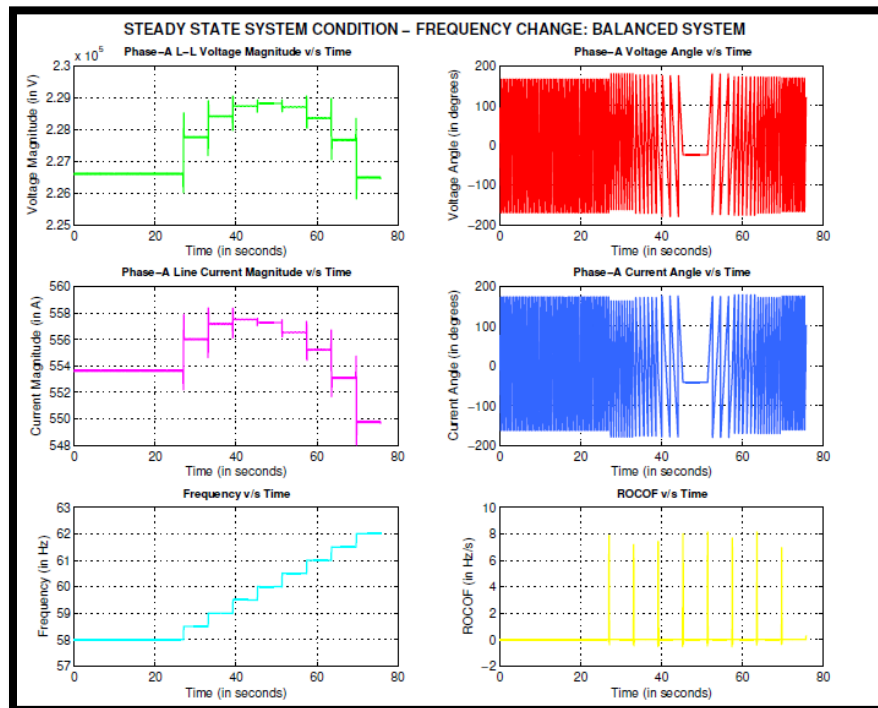 STEADY STATE SYSTEM CONDITION – FREQUENCY CHANGE: BALANCED SYSTEM
Phase–A L–L Voltage Magnitude v/s Time
x 10^5
2.3
2.29
2.28
2.27
2.26
2.25
0 20 40 60 80
Voltage Magnitude (in V)
Time (in seconds)
Phase–A Voltage Angle v/s Time
200
100
0
−100
−200
0 20 40 60 80
Voltage Angle (in degrees)
Time (in seconds)
Phase–A Line Current Magnitude v/s Time
560
558
556
554
552
550
548
0 20 40 60 80
Current Magnitude (in A)
Time (in seconds)
Phase–A Current Angle v/s Time
200
100
0
−100
−200
0 20 40 60 80
Current Angle (in degrees)
Time (in seconds)
Frequency v/s Time
63
62
61
60
59
58
57
0 20 40 60 80
Frequency (in Hz)
Time (in seconds)
ROCOF v/s Time
10
8
6
4
2
0
−2
0 20 40 60 80
ROCOF (in Hz/s)
Time (in seconds)